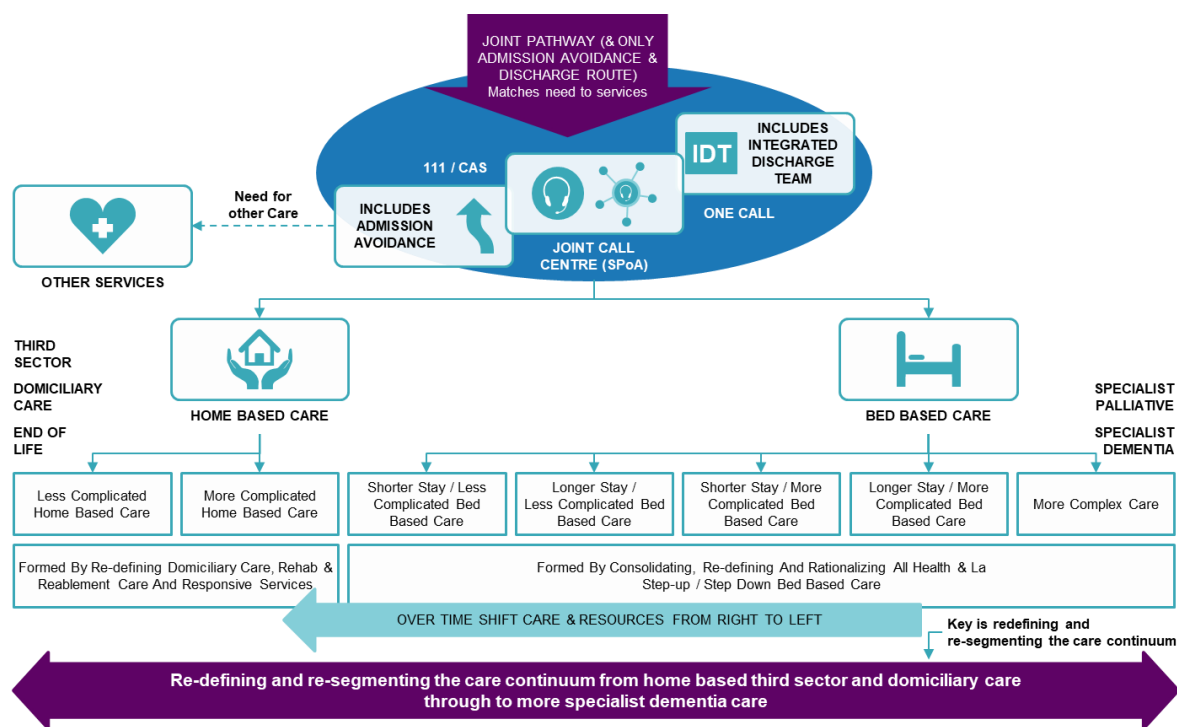 JOINT PATHWAY (& ONLY
ADMISSION AVOIDANCE &
DISCHARGE ROUTE)
Matches need to services
IDT
INCLUDES
INTEGRATED
DISCHARGE
TEAM
111 / CAS
ONE CALL
INCLUDES
ADMISSION
AVOIDANCE
JOINT CALL
CENTRE (SPoA)
Need for
other Care
OTHER SERVICES
THIRD
SECTOR
DOMICILIARY
CARE
END OF
LIFE
HOME BASED CARE
BED BASED CARE
SPECIALIST
PALLIATIVE
SPECIALIST
DEMENTIA
Less Complicated
Home Based Care
More Complicated
Home Based Care
Shorter Stay / Less
Complicated Bed
Based Care
Longer Stay /
Less Complicated Bed
Based Care
Shorter Stay / More
Complicated Bed
Based Care
Longer Stay / More
Complicated Bed
Based Care
More Complex Care
Formed By Re-defining Domiciliary Care, Rehab &
Reablement Care And Responsive Services
Formed By Consolidating, Re-defining And Rationalizing All Health & La
Step-up / Step Down Bed Based Care
OVER TIME SHIFT CARE & RESOURCES FROM RIGHT TO LEFT
Key is redefining and
re-segmenting the care continuum
Re-defining and re-segmenting the care continuum from home based third sector and domiciliary care
through to more specialist dementia care